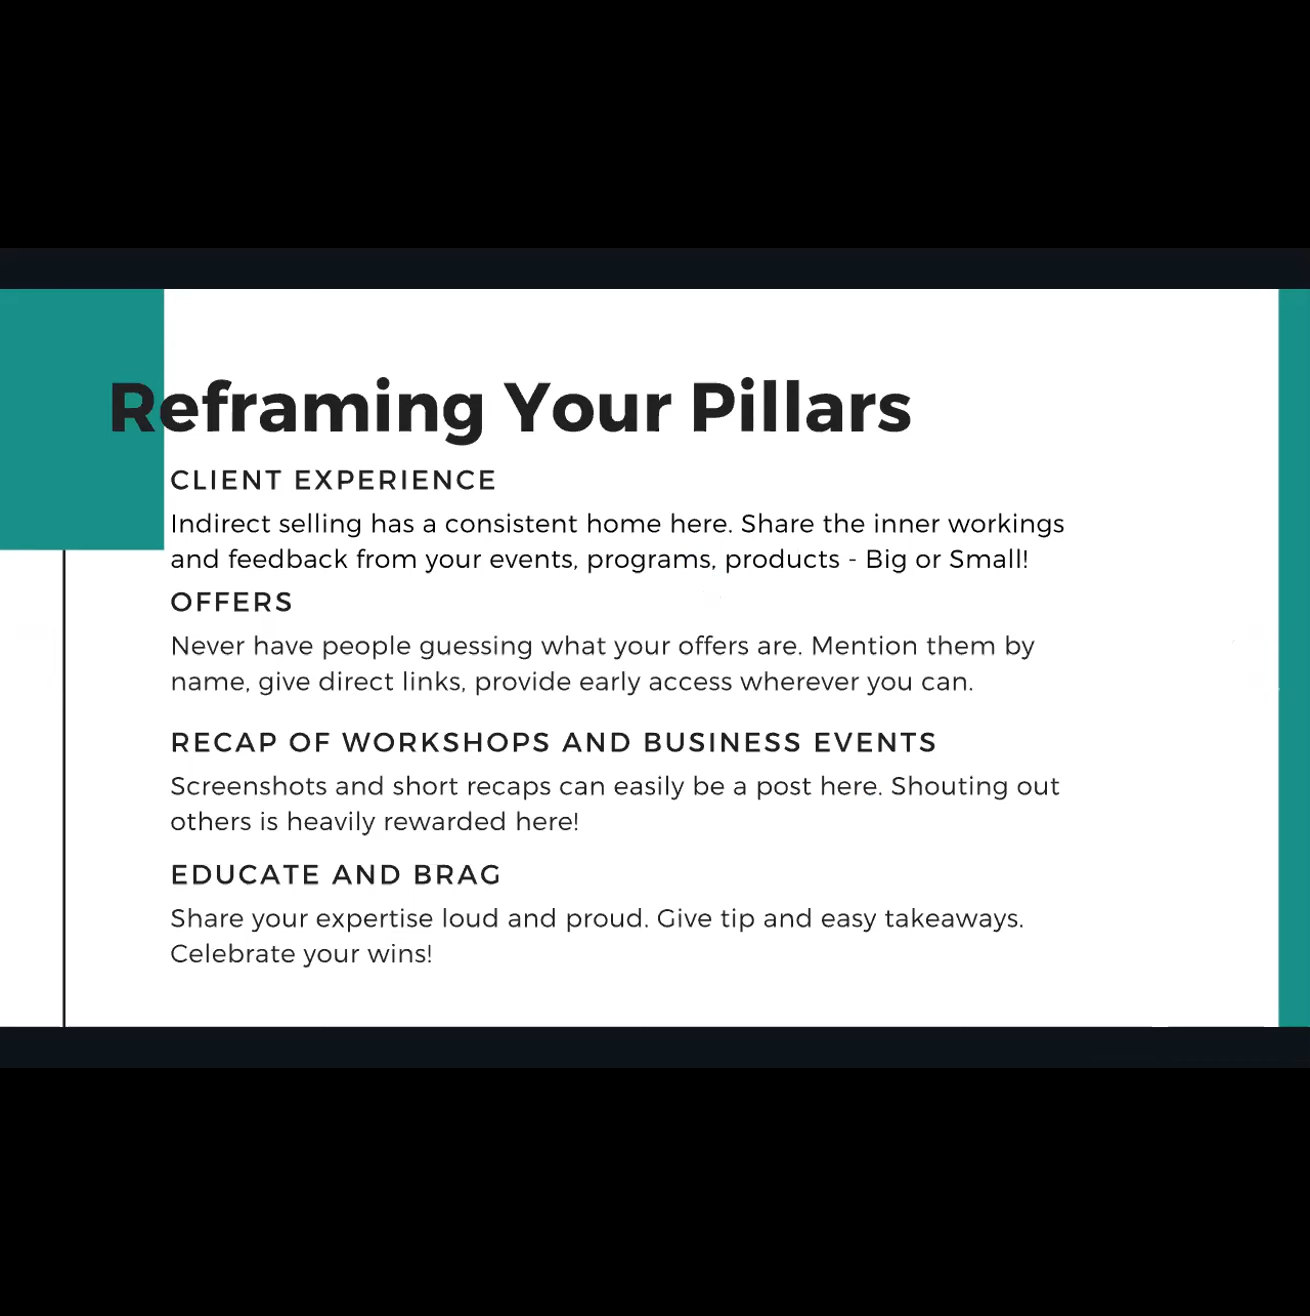 Reframing Your Pillars
CLIENT EXPERIENCE
Indirect selling has a consistent home here. Share the inner workings
and feedback from your events, programs, products - Big or Small!
OFFERS
Never have people guessing what your offers are. Mention them by
name, give direct links, provide early access wherever you can.
RECAP OF WORKSHOPS AND BUSINESS EVENTS
Screenshots and short recaps can easily be a post here. Shouting out
others is heavily rewarded here!
EDUCATE AND BRAG
Share your expertise loud and proud. Give tip and easy takeaways.
Celebrate your wins!